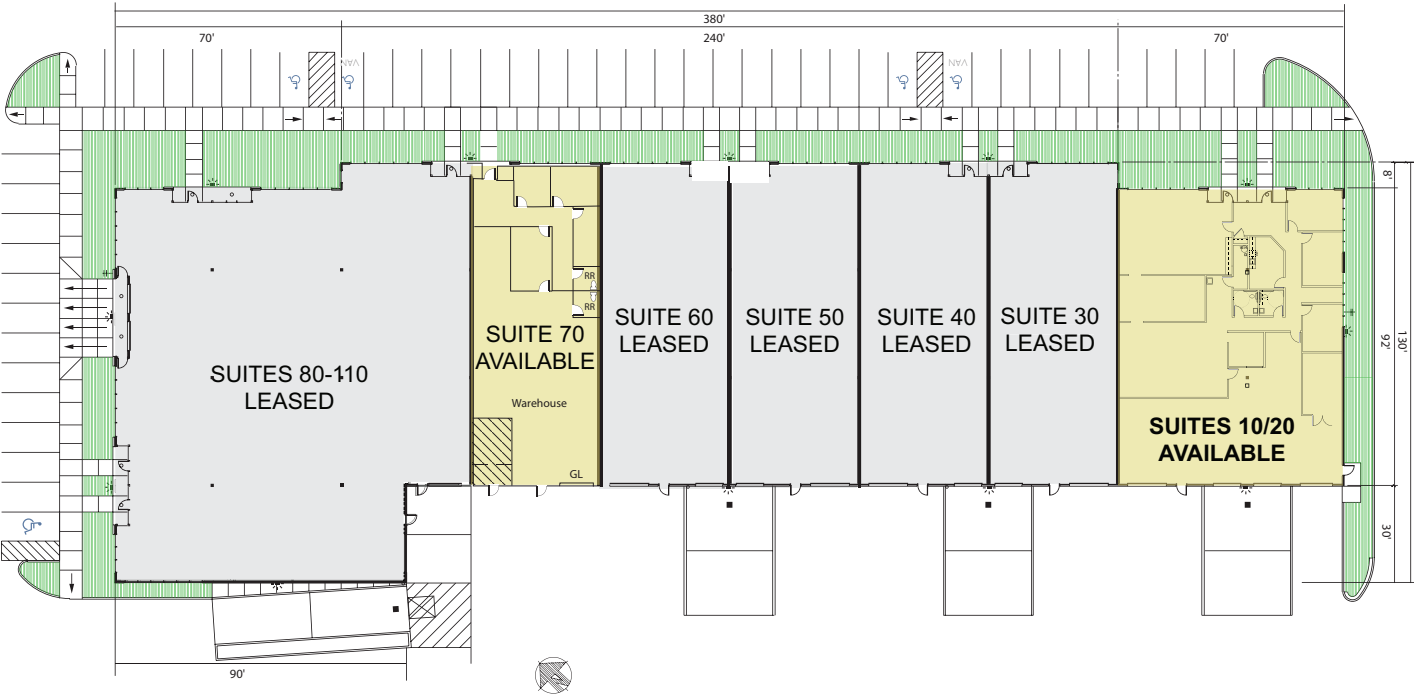 380'
70'
240'
70'
VAN
VAN
8'
RR
RR
SUITE 70
AVAILABLE
SUITE 60
LEASED
SUITE 50
LEASED
SUITE 40
LEASED
SUITE 30
LEASED
92'
130'
SUITES 80-110
LEASED
Warehouse
SUITES 10/20
AVAILABLE
GL
30'
90'